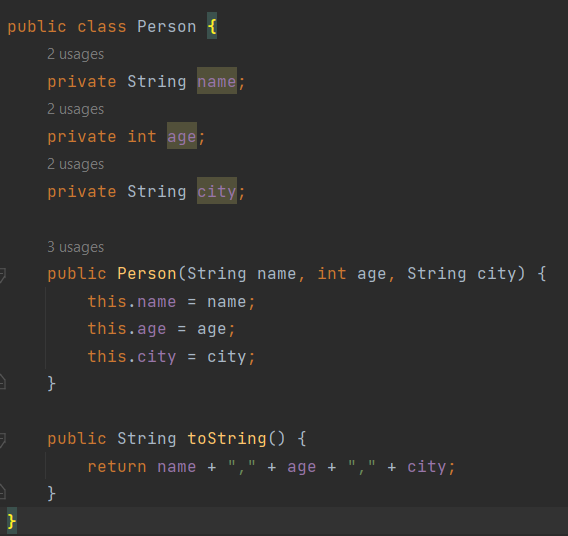 public class Person {
2 usages
private String name;
2 usages
private int age;
2 usages
private String city;
3 usages
public Person(String name, int age, String city) {
this.name = name;
this.age = age;
this.city = city;
}
public String toString() {
return name + "," + age + "," + city;
}
}